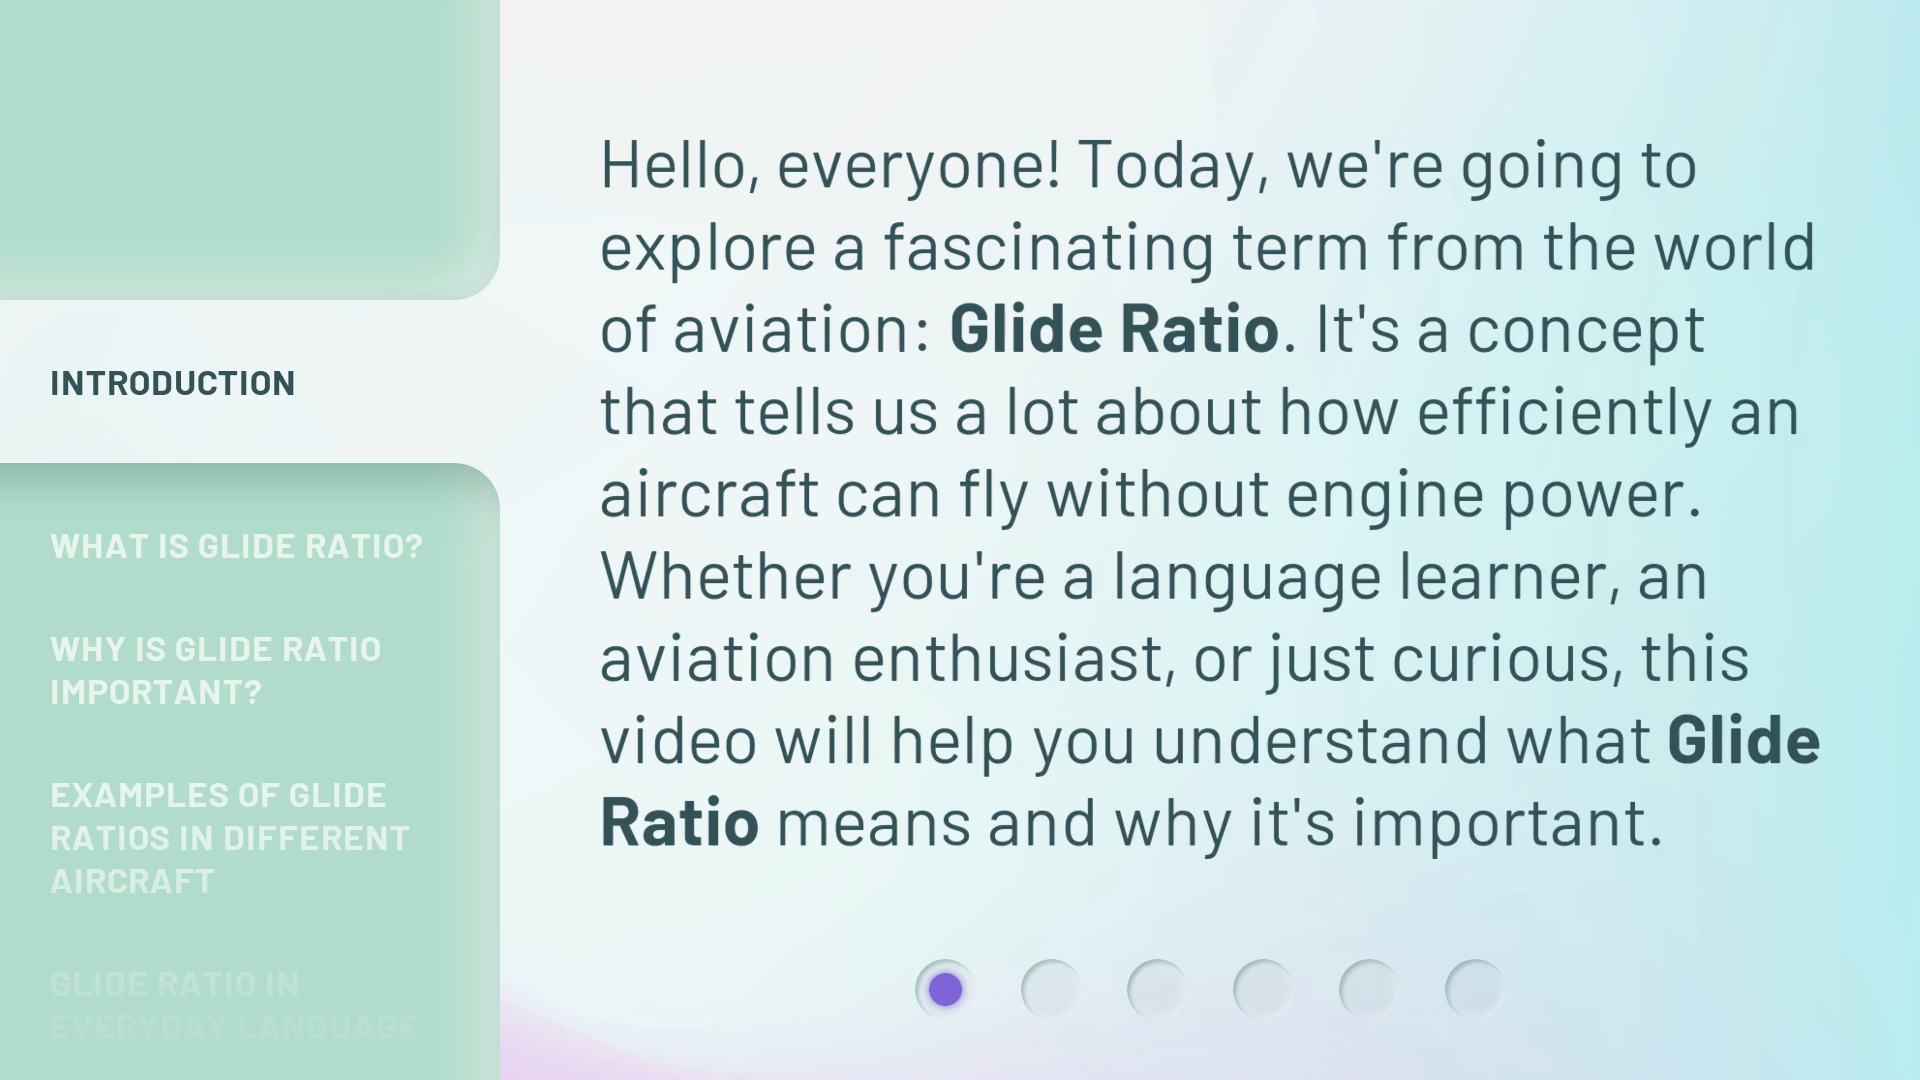 INTRODUCTION
WHAT IS GLIDE RATIO?
WHY IS GLIDE RATIO
IMPORTANT?
EXAMPLES OF GLIDE
RATIOS IN DIFFERENT
AIRCRAFT
GLIDE RATIO IN
EVERYDAY LANGUAGE
Hello, everyone! Today, we're going to
explore a fascinating term from the world
of aviation: Glide Ratio. It's a concept
that tells us a lot about how efficiently an
aircraft can fly without engine power.
Whether you're a language learner, an
aviation enthusiast, or just curious, this
video will help you understand what Glide
Ratio means and why it's important.